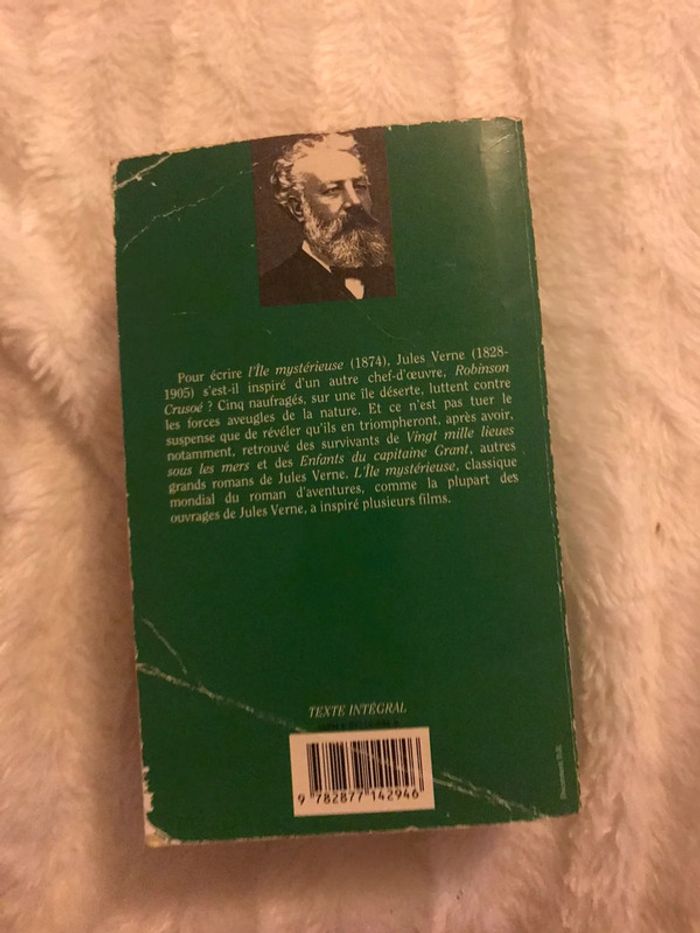 Pour écrire l'Île mystérieuse (1874), Jules Verne (1828-
1905) s'est-il inspiré d'un autre chef-d'œuvre, Robinson
Crusoé ? Cinq naufragés, sur une île déserte, luttent contre
les forces aveugles de la nature. Et ce n'est pas tuer le
suspense que de révéler qu'ils en triompheront, après avoir,
notamment, retrouvé des survivants de Vingt mille lieues
sous les mers et des Enfants du capitaine Grant, autres
grands romans de Jules Verne. L'Île mystérieuse, classique
mondial du roman d'aventures, comme la plupart des
ouvrages de Jules Verne, a inspiré plusieurs films.
TEXTE INTÉGRAL
9 782877 142946